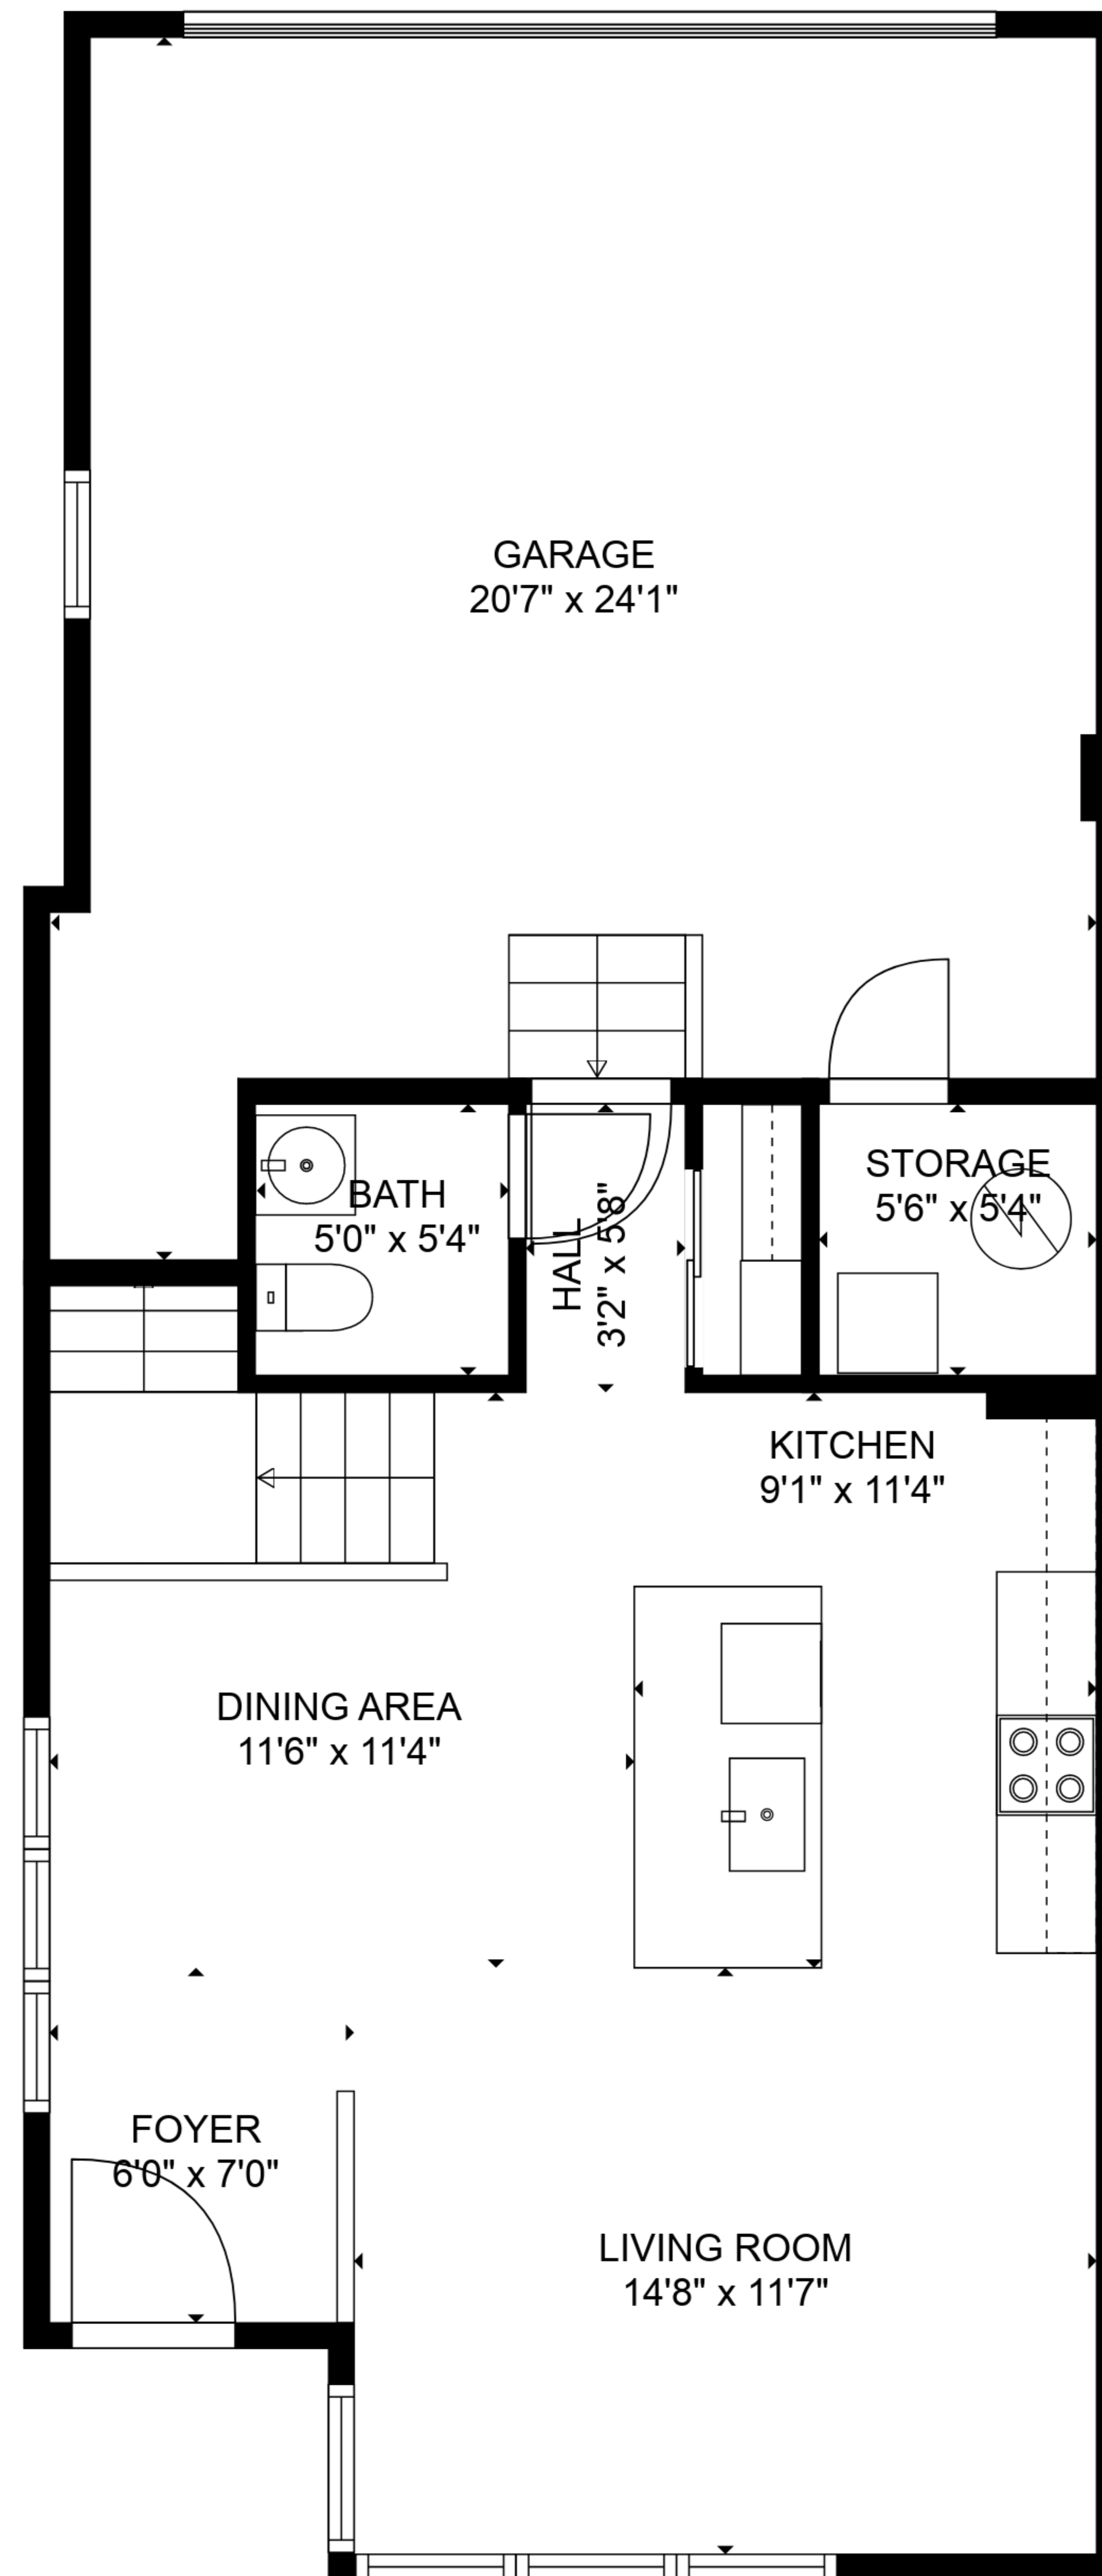 GARAGE
20'7" x 24'1"
BATH
5'0" x 5'4"
HALL
3'2" x 5'8"
STORAGE
5'6" x 5'4"
KITCHEN
9'1" x 11'4"
DINING AREA
11'6" x 11'4"
FOYER
6'0" x 7'0"
LIVING ROOM
14'8" x 11'7"